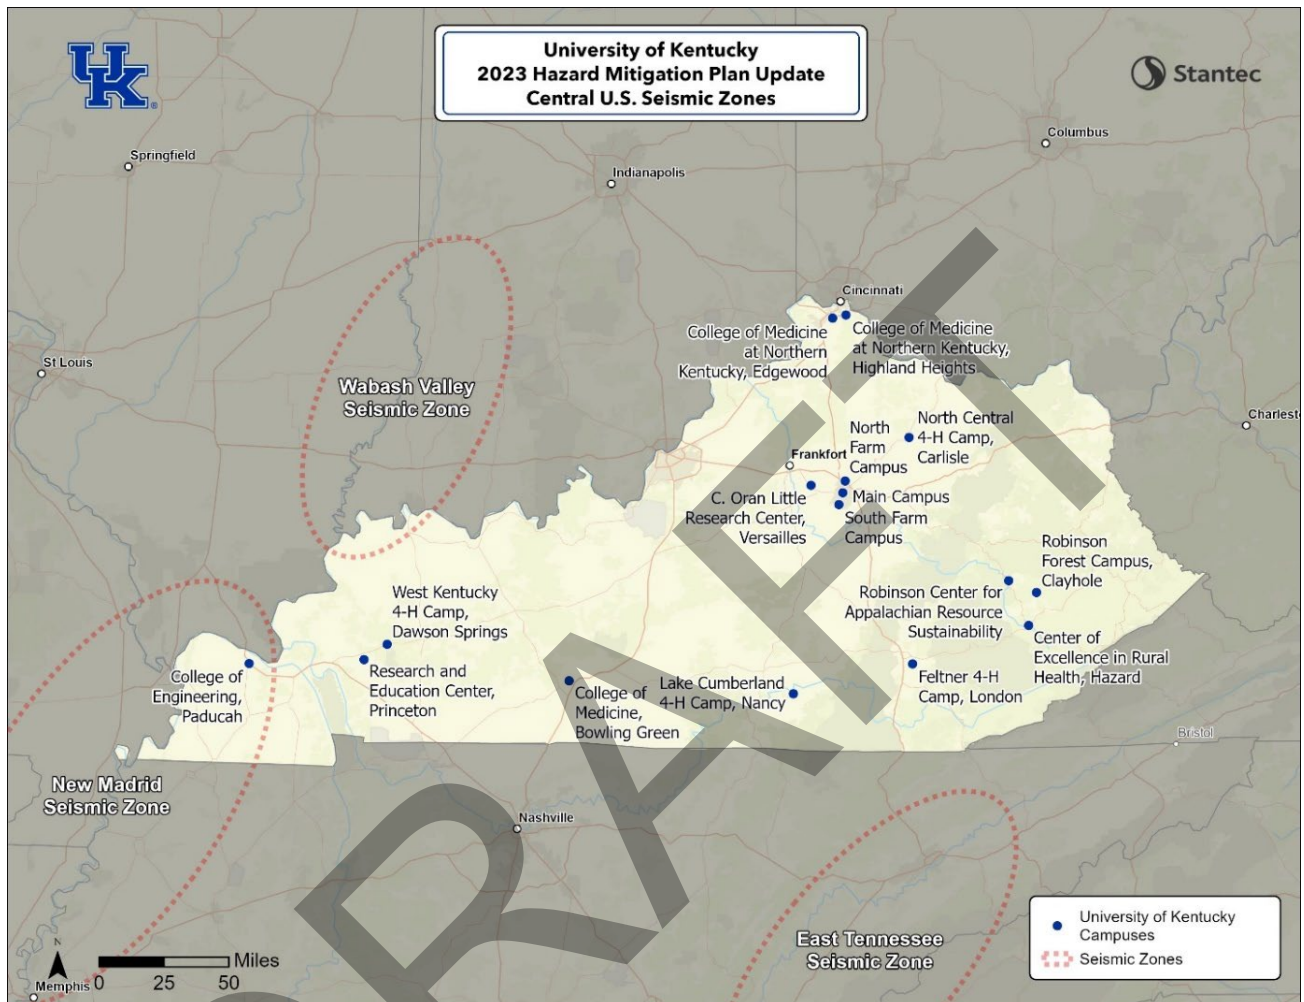 UK
University of Kentucky
2023 Hazard Mitigation Plan Update
Central U.S. Seismic Zones
Stantec
Columbus
Springfield
Indianapolis
Cincinnati
College of Medicine
at Northern
Kentucky, Edgewood
College of Medicine
at Northern Kentucky,
Highland Heights
St Louis
Wabash Valley
Seismic Zone
Charlest
North Central
4-H Camp,
Carlisle
North
Farm
Campus
Frankfort
C. Oran Little
Research Center,
Versailles
Main Campus
South Farm
Campus
Robinson
Forest Campus,
Clayhole
West Kentucky
4-H Camp,
Dawson Springs
Robinson Center for
Appalachian Resource
Sustainability
Center of
Excellence in Rural
Health, Hazard
College of
Engineering,
Paducah
Research and
Education Center,
Princeton
College of
Medicine,
Bowling Green
Lake Cumberland
4-H Camp, Nancy
Feltner 4-H
Camp, London
Bristol
New Madrid
Seismic Zone
Nashville
East Tennessee
Seismic Zone
University of Kentucky
Campuses
Seismic Zones
N
Miles
0 25 50
Memphis
DRAFT